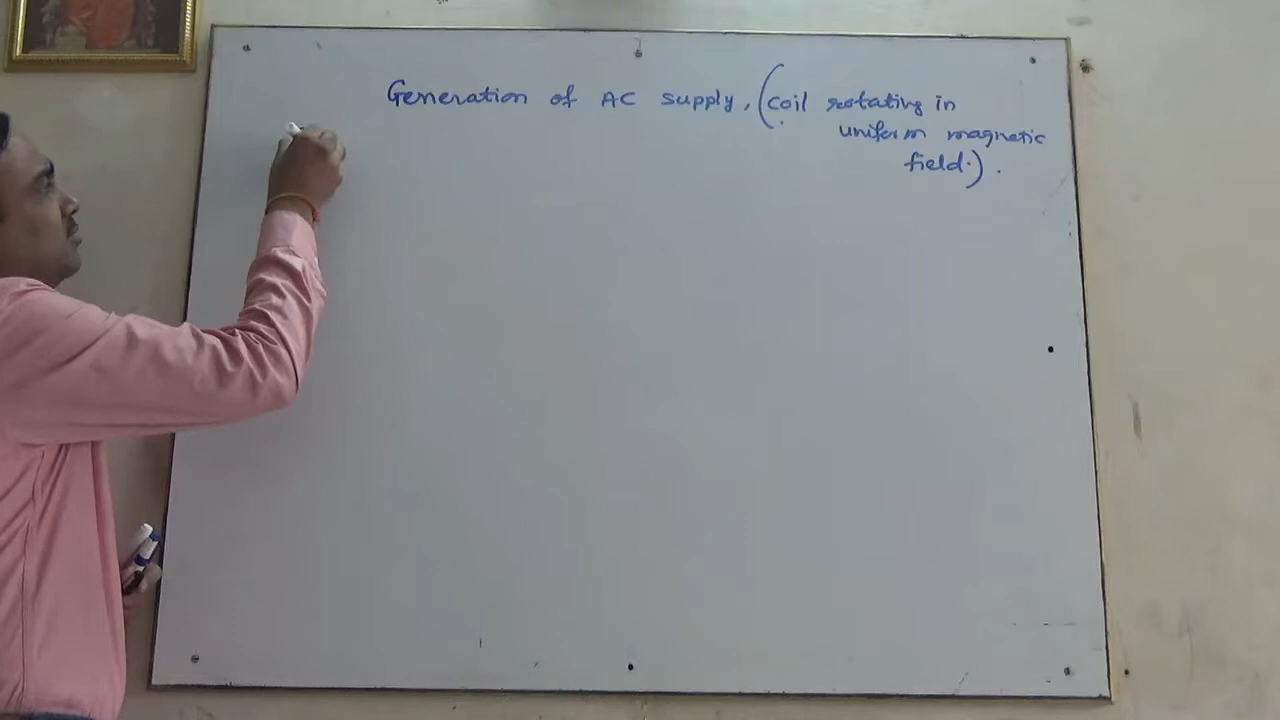 Generation of AC supply, (coil rotating in
uniform magnetic
field.).